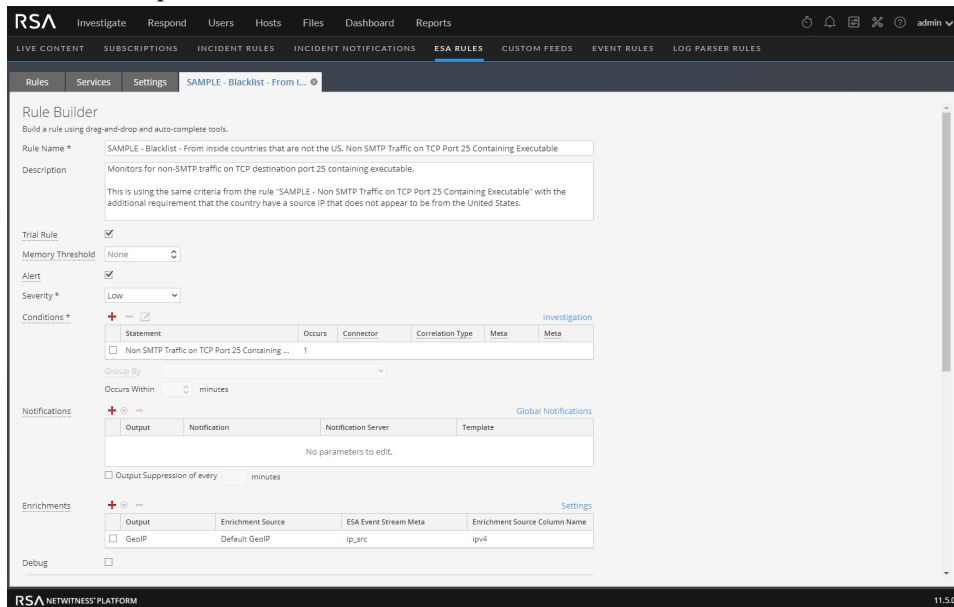 RSA Investigate Respond Users Hosts Files Dashboard Reports admin
LIVE CONTENT SUBSCRIPTIONS INCIDENT RULES INCIDENT NOTIFICATIONS ESA RULES CUSTOM FEEDS EVENT RULES LOG PARSER RULES
Rules Services Settings SAMPLE - Blacklist - From i...
Rule Builder
Build a rule using drag-and-drop and auto-complete tools.
Rule Name * SAMPLE - Blacklist - From inside countries that are not the US, Non SMTP Traffic on TCP Port 25 Containing Executable
Description Monitors for non-SMTP traffic on TCP destination port 25 containing executable.
This is using the same criteria from the rule "SAMPLE - Non SMTP Traffic on TCP Port 25 Containing Executable" with the
additional requirement that the country have a source IP that does not appear to be from the United States.
Trial Rule
Memory Threshold None
Alert
Severity * Low
Conditions * Investigation
Statement Occurs Connector Correlation Type Meta Meta
Non SMTP Traffic on TCP Port 25 Containing ... 1
Group By
Occurs Within minutes
Notifications Global Notifications
Output Notification Notification Server Template
No parameters to edit.
Output Suppression of every minutes
Enrichments Settings
Output Enrichment Source ESA Event Stream Meta Enrichment Source Column Name
GeoIP Default GeoIP ip_src ipv4
Debug
RSA NETWITNESS® PLATFORM 11.5.0